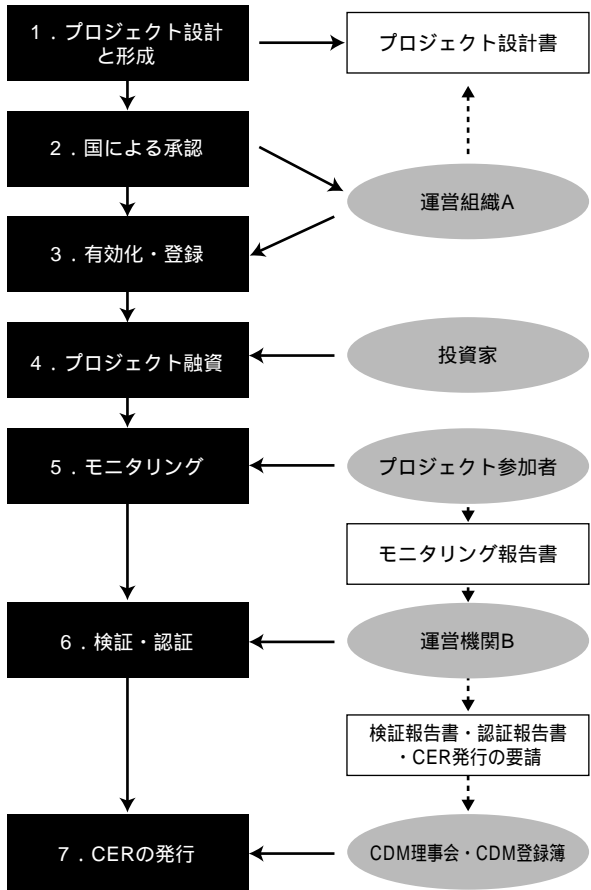 1．プロジェクト設計
と形成
プロジェクト設計書
2．国による承認
運営組織A
3．有効化・登録
4．プロジェクト融資
投資家
5．モニタリング
プロジェクト参加者
モニタリング報告書
6．検証・認証
運営機関B
検証報告書・認証報告書
・CER発行の要請
7．CERの発行
CDM理事会・CDM登録簿